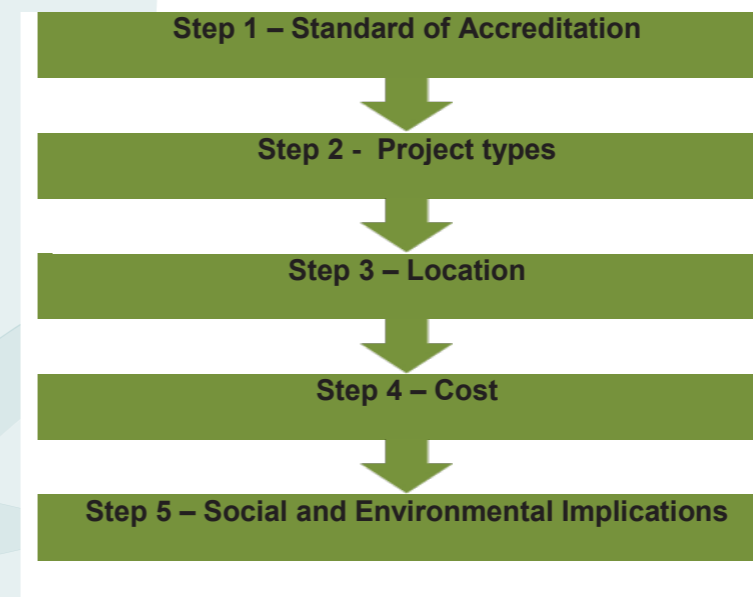 Step 1 – Standard of Accreditation
Step 2 -  Project types
Step 3 – Location
Step 4 – Cost
Step 5 – Social and Environmental Implications